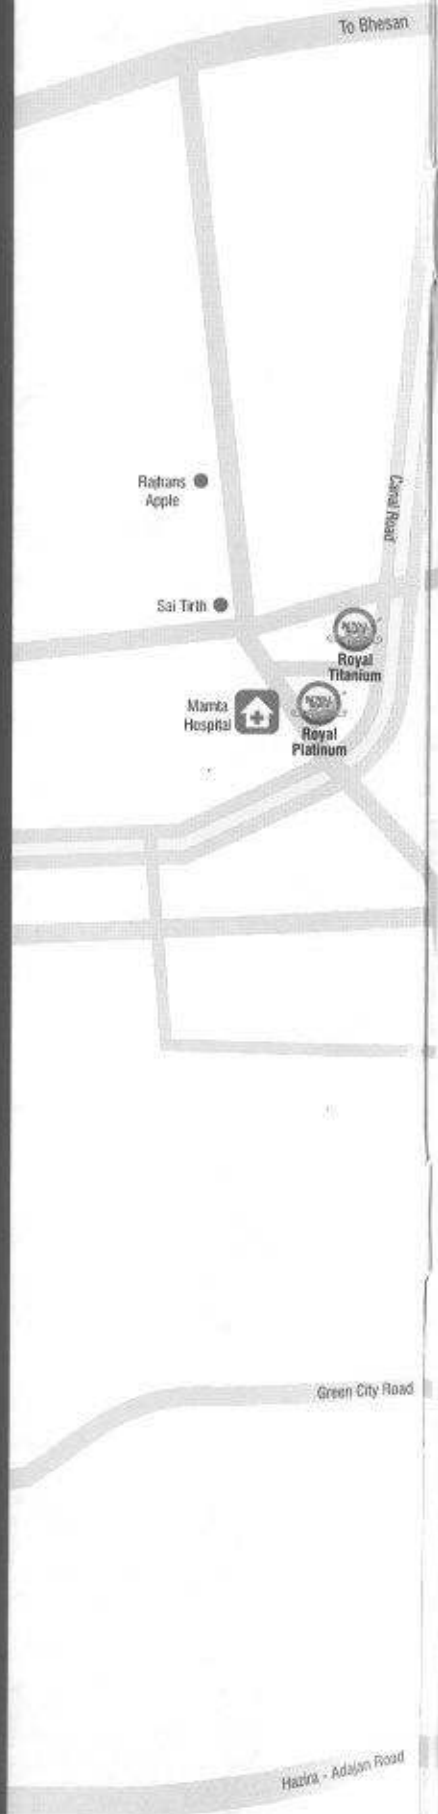 To Bhesan
Canal Road
Rajhans
Apple
Sai Tirth
Royal
Titanium
Mamta
Hospital
Royal
Platinum
Green City Road
Hazira - Adajan Road